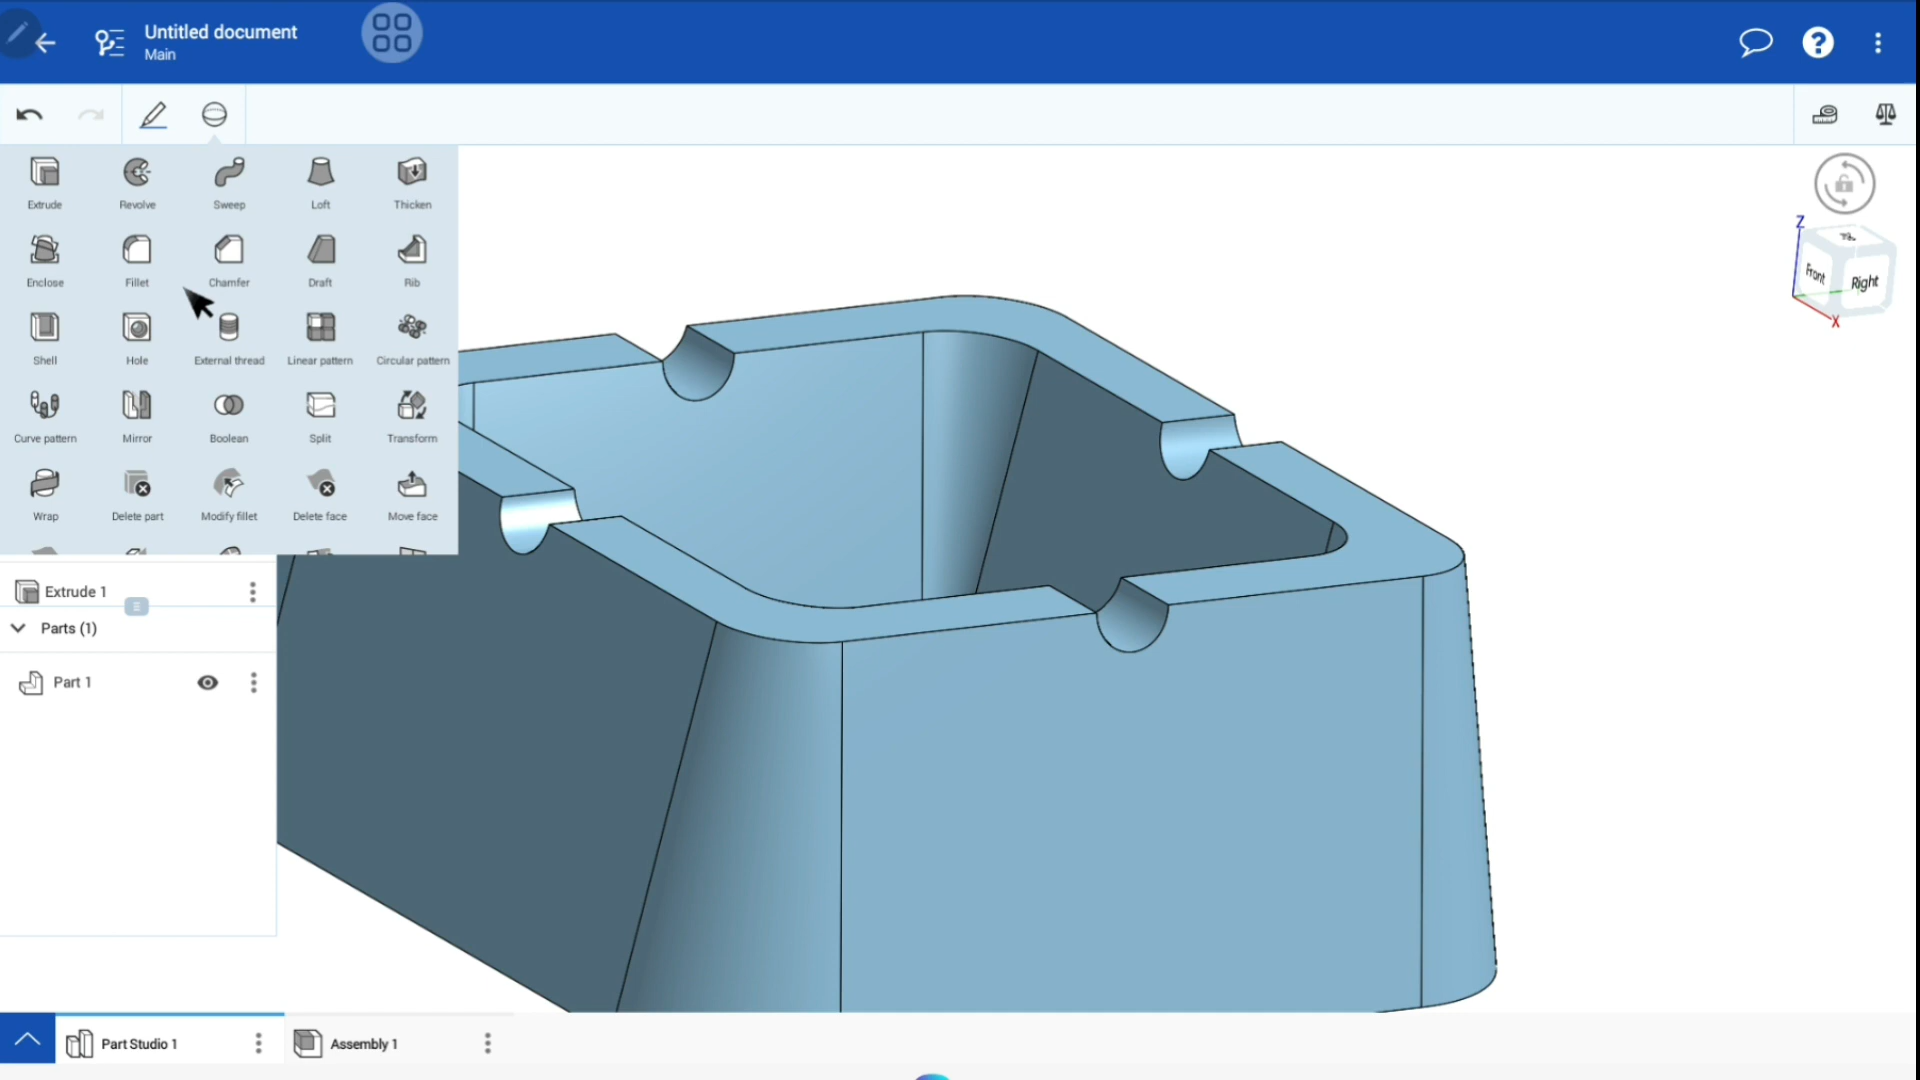 Untitled document
Main
Extrude Revolve Sweep Loft Thicken
Enclose Fillet Chamfer Draft Rib
Shell Hole External thread Linear pattern Circular pattern
Curve pattern Mirror Boolean Split Transform
Wrap Delete part Modify fillet Delete face Move face
Extrude 1
Parts (1)
Part 1
Z
Front
Right
X
Part Studio 1
Assembly 1